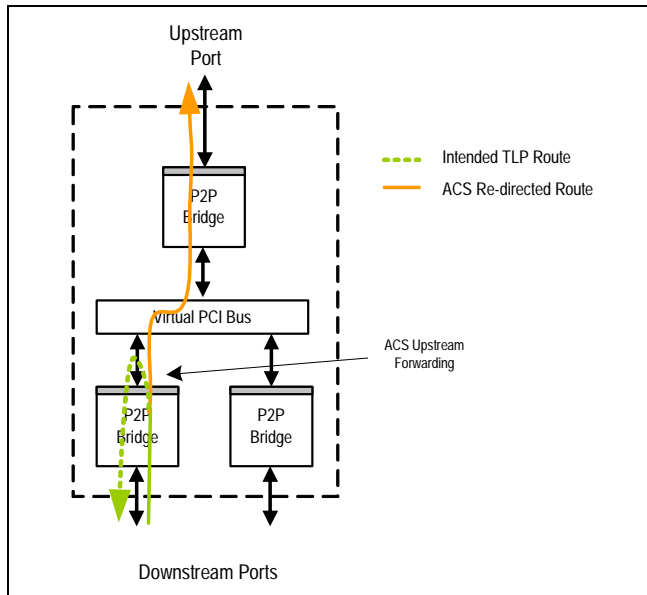 Upstream
Port
Intended TLP Route
ACS Re-directed Route
P2P
Bridge
Virtual PCI Bus
ACS Upstream
Forwarding
P2P
Bridge
P2P
Bridge
Downstream Ports